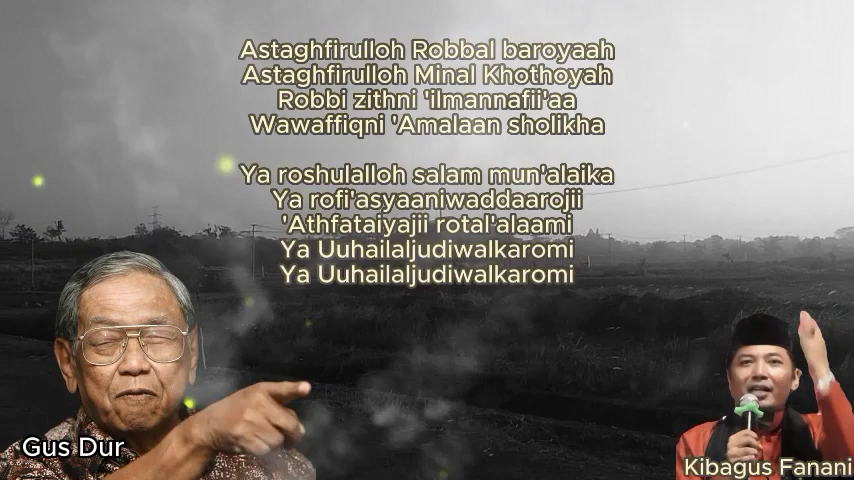 Astaghfirulloh Robbal baroyaah
Astaghfirulloh Minal Khothoyah
Robbi zithni 'ilmannafii'aa
Wawaffiqni 'Amalaan sholikha
Ya roshulalloh salam mun'alaika
Ya rofi'asyaaniwaddaarojii
'Athfataiyajii rotal'alaami
Ya Uuhailaljudiwalkaromi
Ya Uuhailaljudiwalkaromi
Gus Dur
Kibagus Fanani